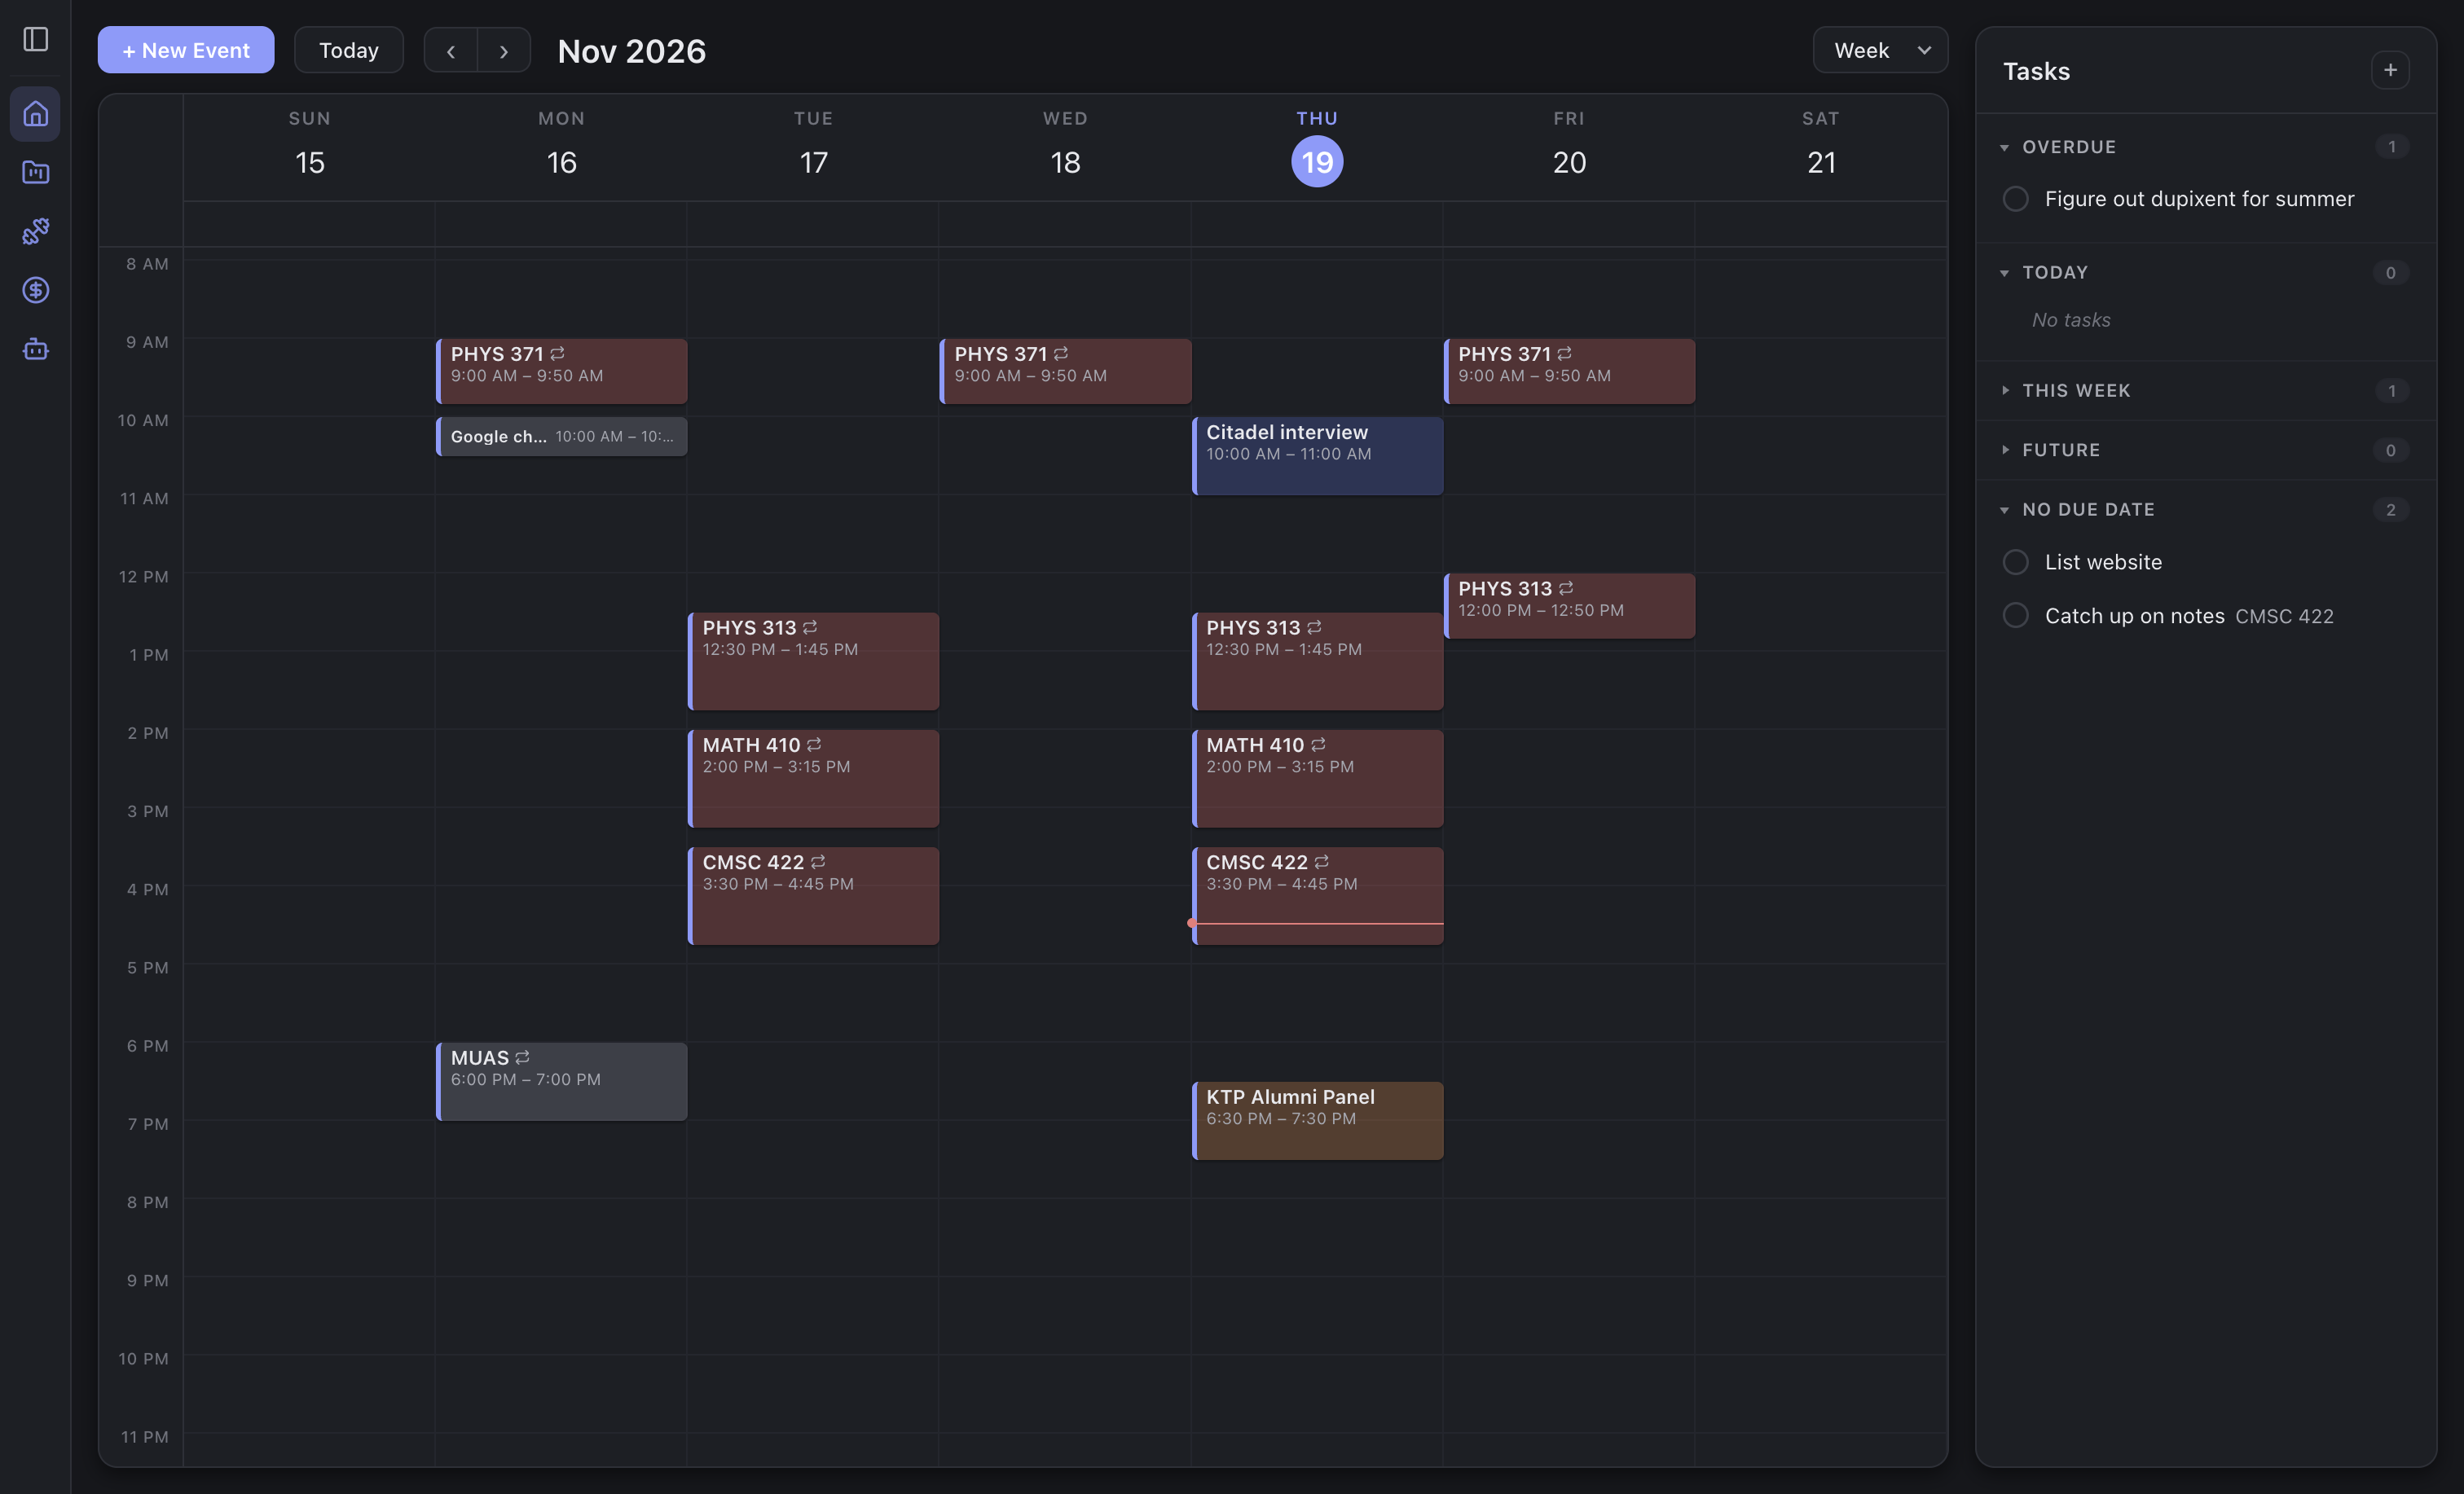 + New Event
Today
‹ ›
Nov 2026
Week
SUN MON TUE WED THU FRI SAT
15 16 17 18 19 20 21
8 AM
9 AM
10 AM
11 AM
12 PM
1 PM
2 PM
3 PM
4 PM
5 PM
6 PM
7 PM
8 PM
9 PM
10 PM
11 PM
PHYS 371
9:00 AM – 9:50 AM
Google ch... 10:00 AM – 10:...
MUAS
6:00 PM – 7:00 PM
PHYS 313
12:30 PM – 1:45 PM
MATH 410
2:00 PM – 3:15 PM
CMSC 422
3:30 PM – 4:45 PM
PHYS 371
9:00 AM – 9:50 AM
Citadel interview
10:00 AM – 11:00 AM
PHYS 313
12:30 PM – 1:45 PM
MATH 410
2:00 PM – 3:15 PM
CMSC 422
3:30 PM – 4:45 PM
KTP Alumni Panel
6:30 PM – 7:30 PM
PHYS 371
9:00 AM – 9:50 AM
PHYS 313
12:00 PM – 12:50 PM
Tasks
+
OVERDUE 1
Figure out dupixent for summer
TODAY 0
No tasks
THIS WEEK 1
FUTURE 0
NO DUE DATE 2
List website
Catch up on notes CMSC 422